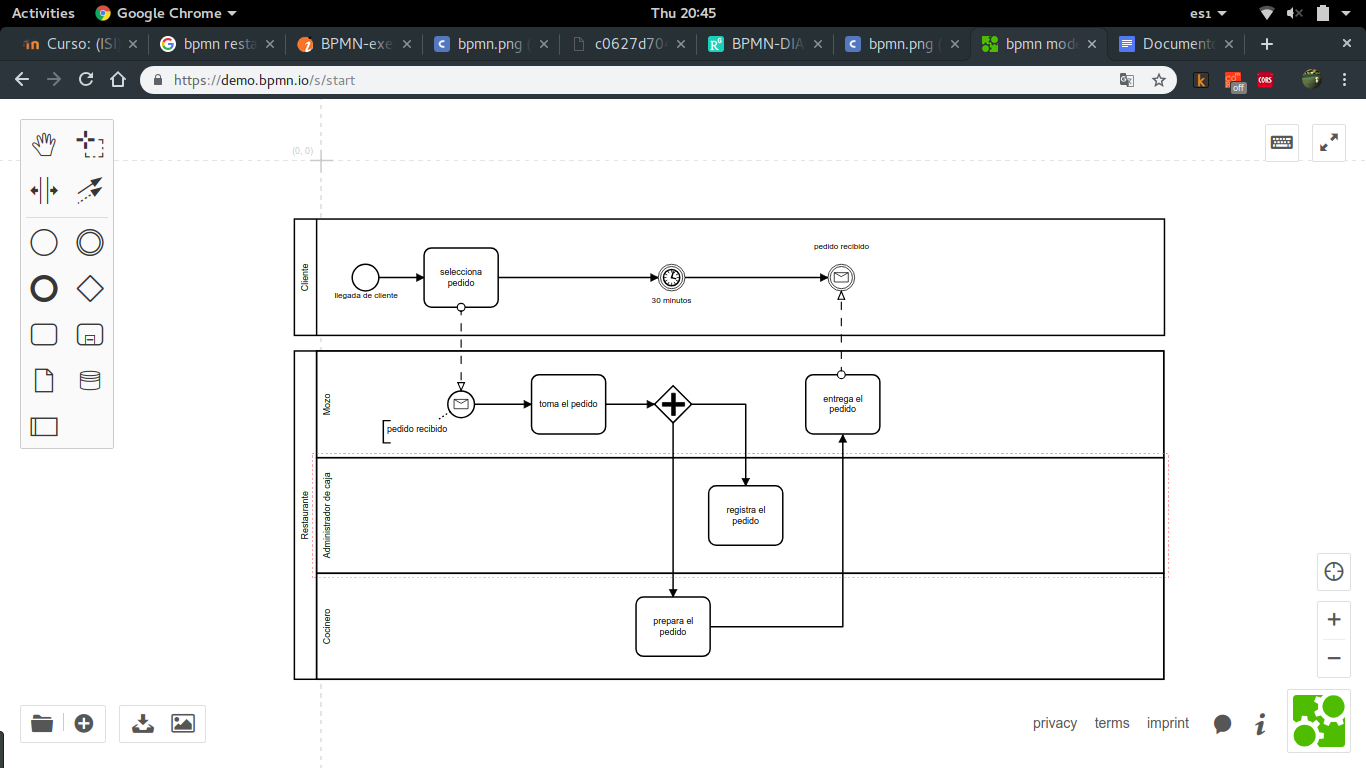 Activities
Google Chrome
Thu 20:45
es1
Curso: (ISI
bpmn resta
BPMN-exe
bpmn.png (
c0627d704
BPMN-DIA
bpmn.png (
bpmn mod
Document
https://demo.bpmn.io/s/start
k
off
CORS
(0, 0)
Cliente
llegada de cliente
selecciona
pedido
30 minutos
pedido recibido
Restaurante
Mozo
pedido recibido
toma el pedido
entrega el
pedido
Administrador de caja
registra el
pedido
Cocinero
prepara el
pedido
privacy
terms
imprint